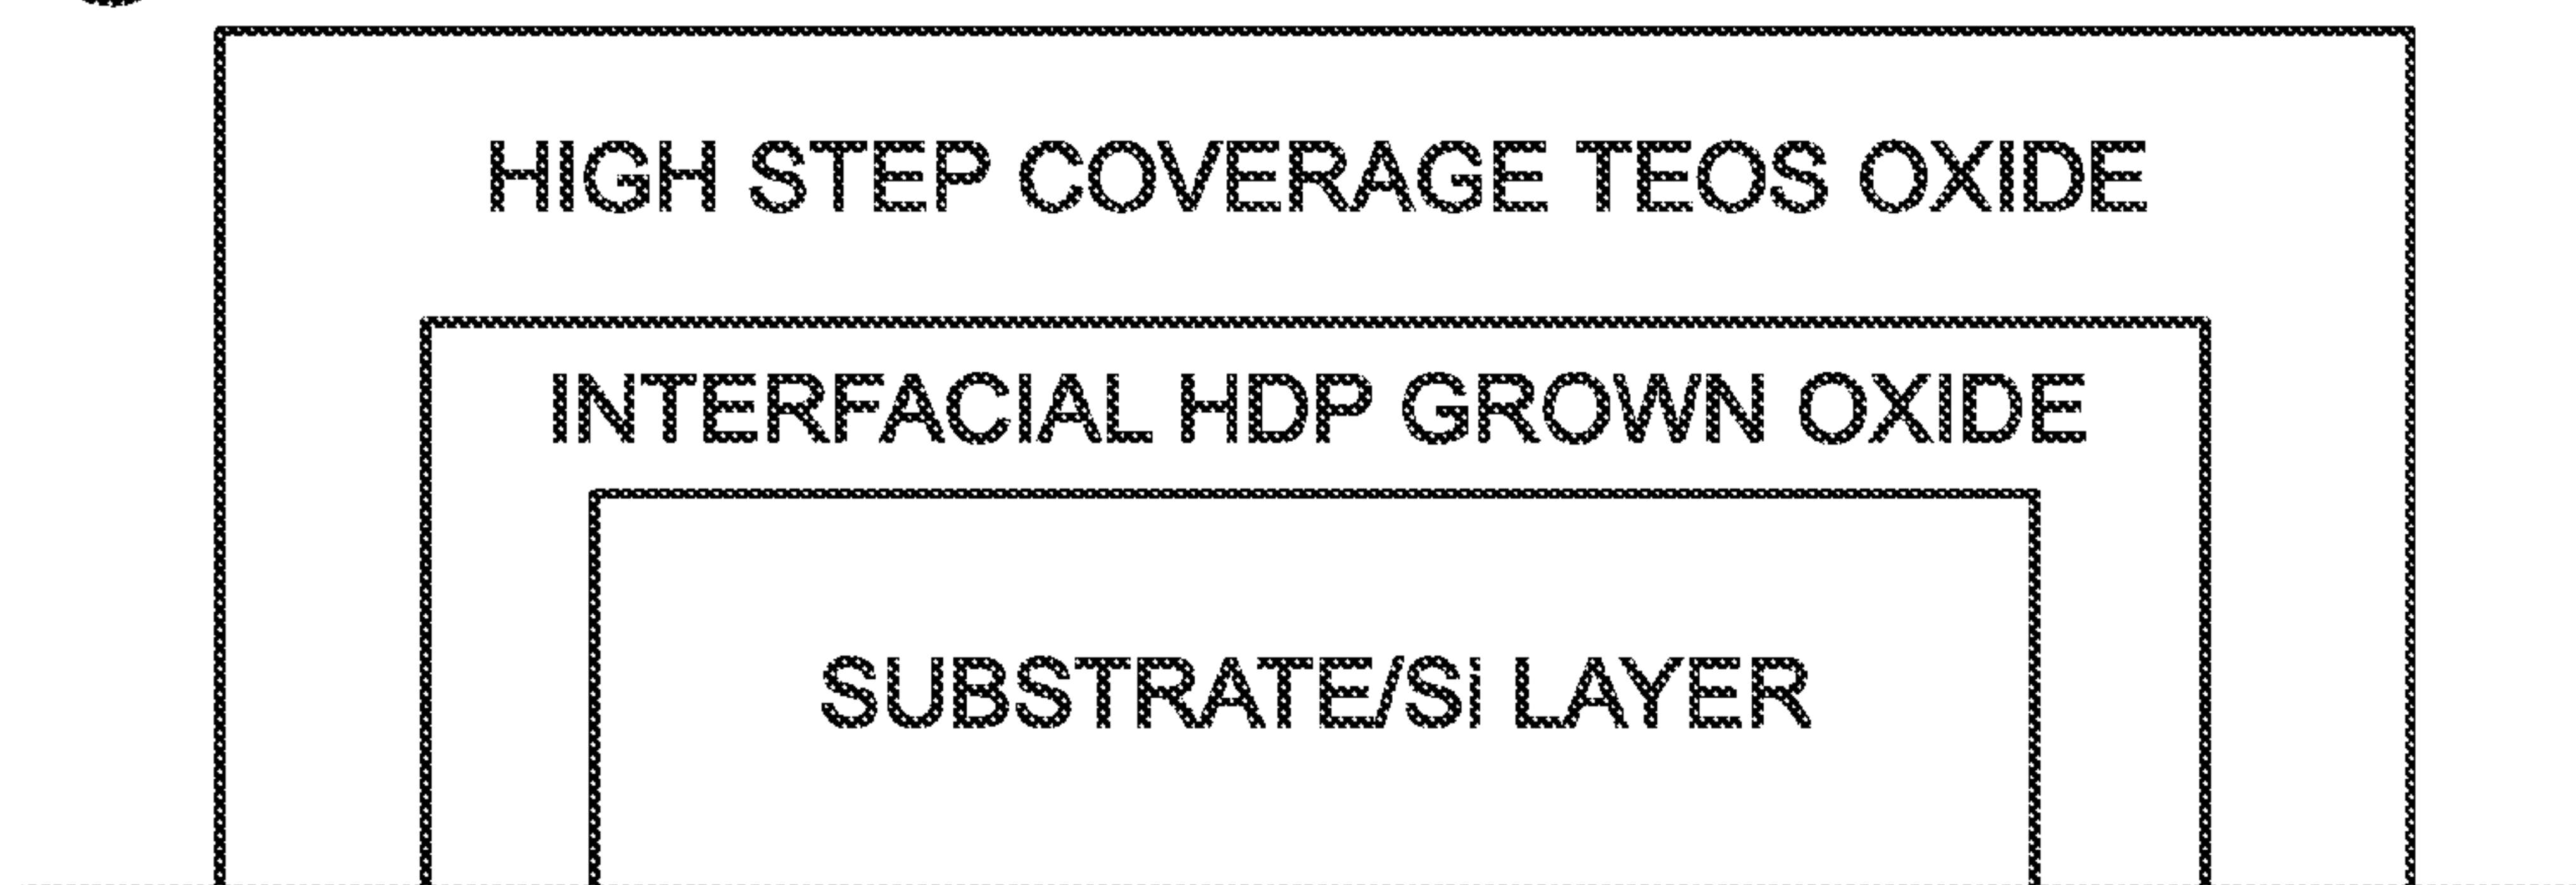 HIGH STEP COVERAGE TEOS OXIDE
INTERFACIAL HDP GROWN OXIDE
SUBSTRATE/Si LAYER